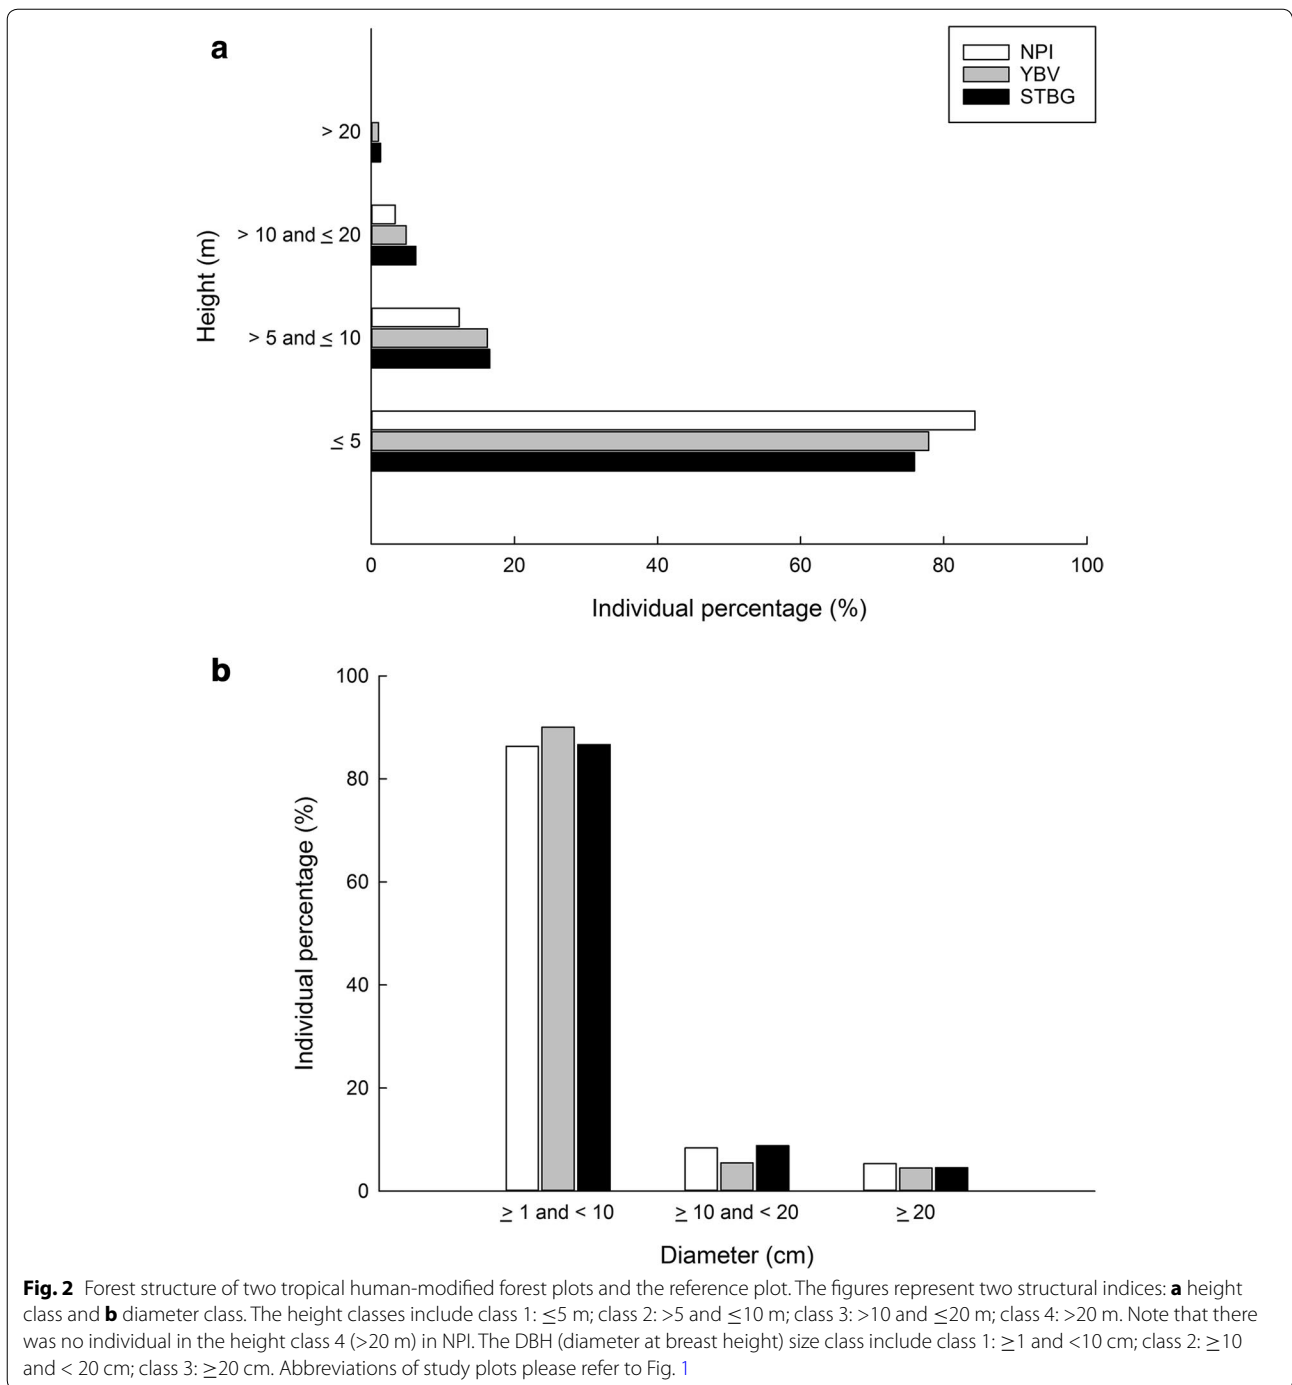 a
NPI
YBV
STBG
> 20
> 10 and ≤ 20
> 5 and ≤ 10
≤ 5
Height (m)
0 20 40 60 80 100
Individual percentage (%)
b
100
80
60
40
20
0
Individual percentage (%)
≥ 1 and < 10 ≥ 10 and < 20 ≥ 20
Diameter (cm)
Fig. 2 Forest structure of two tropical human-modified forest plots and the reference plot. The figures represent two structural indices: a height
class and b diameter class. The height classes include class 1: ≤5 m; class 2: >5 and ≤10 m; class 3: >10 and ≤20 m; class 4: >20 m. Note that there
was no individual in the height class 4 (>20 m) in NPI. The DBH (diameter at breast height) size class include class 1: ≥1 and <10 cm; class 2: ≥10
and < 20 cm; class 3: ≥20 cm. Abbreviations of study plots please refer to Fig. 1